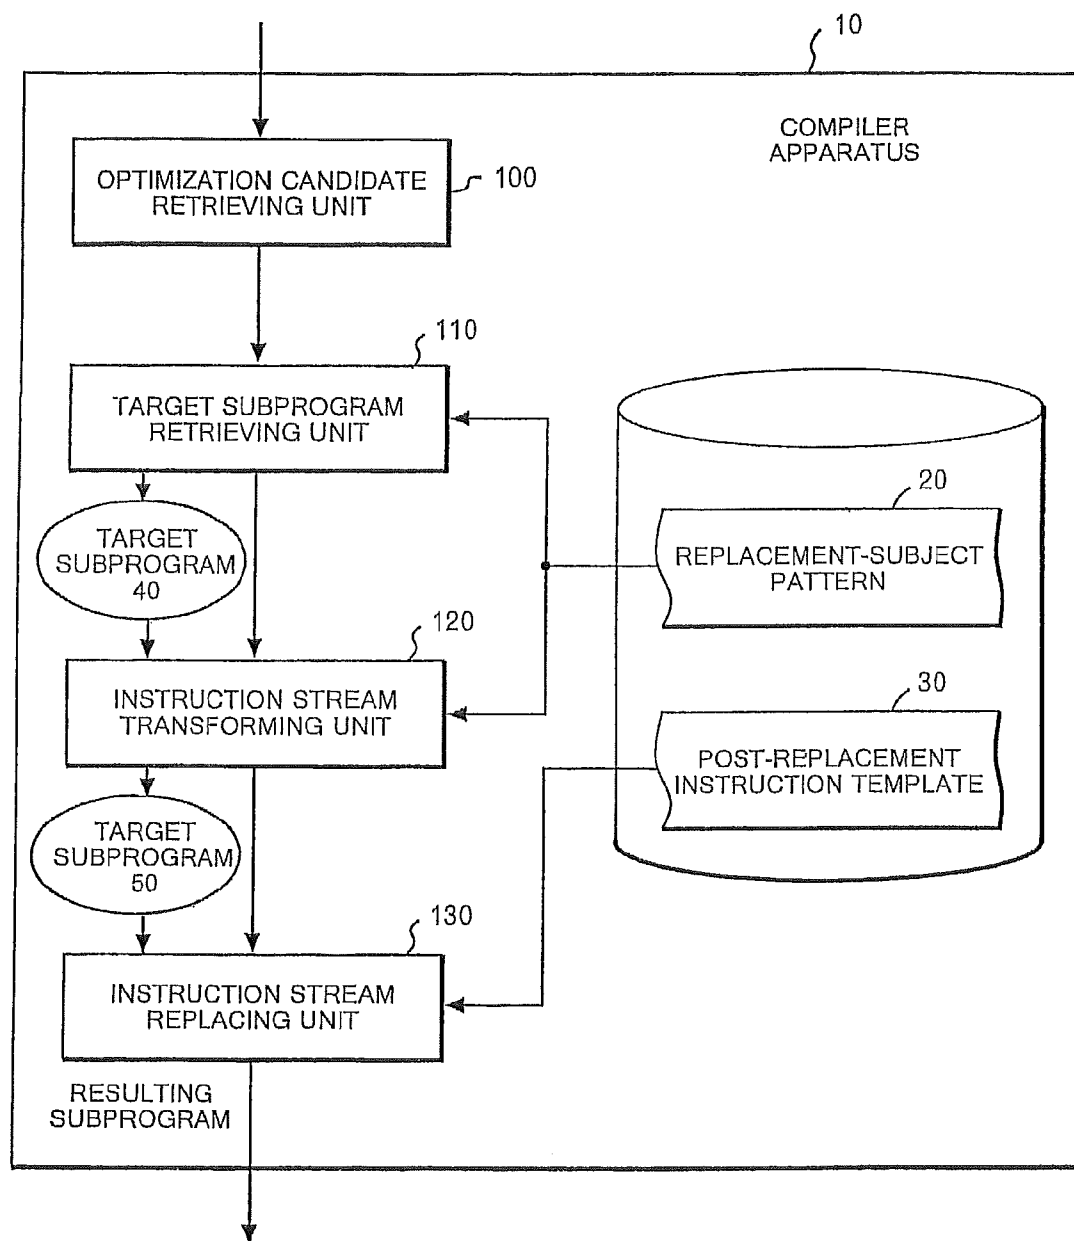 10
COMPILER
APPARATUS
OPTIMIZATION CANDIDATE
RETRIEVING UNIT
100
110
TARGET SUBPROGRAM
RETRIEVING UNIT
20
REPLACEMENT-SUBJECT
PATTERN
TARGET
SUBPROGRAM
40
120
INSTRUCTION STREAM
TRANSFORMING UNIT
30
POST-REPLACEMENT
INSTRUCTION TEMPLATE
TARGET
SUBPROGRAM
50
130
INSTRUCTION STREAM
REPLACING UNIT
RESULTING
SUBPROGRAM